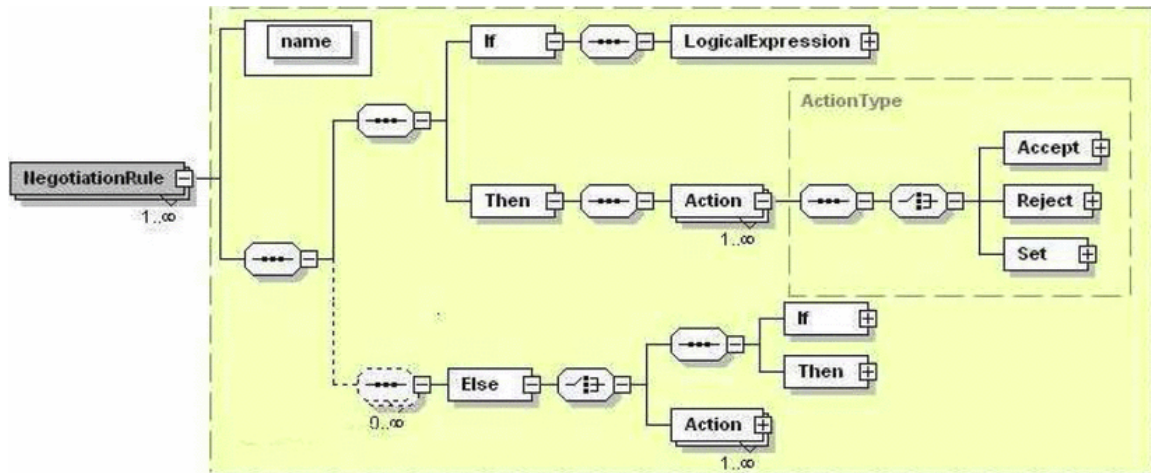 name
If
LogicalExpression
ActionType
Accept
NegotiationRule
1..∞
Then
Action
1..∞
Reject
Set
If
Then
Else
0..∞
Action
1..∞